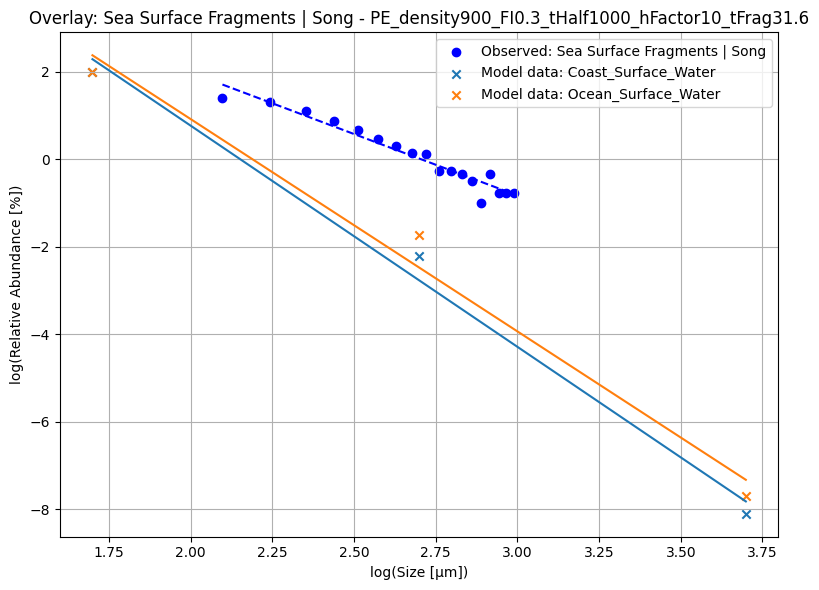 Overlay: Sea Surface Fragments | Song - PE_density900_FI0.3_tHalf1000_hFactor10_tFrag31.6
Observed: Sea Surface Fragments | Song
Model data: Coast_Surface_Water
Model data: Ocean_Surface_Water
log(Relative Abundance [%])
2
0
−2
−4
−6
−8
1.75 2.00 2.25 2.50 2.75 3.00 3.25 3.50 3.75
log(Size [μm])